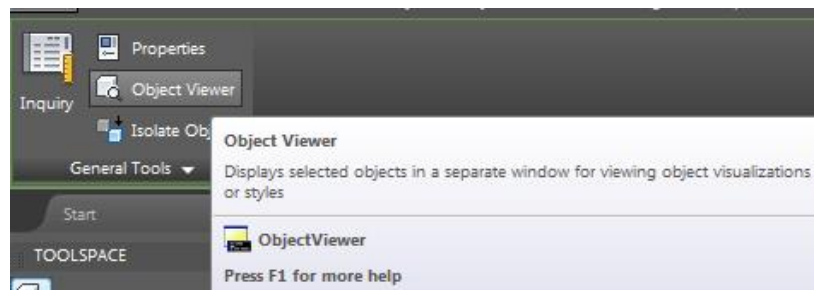 Properties
Object Viewer
Inquiry
Isolate Obj
General Tools
Object Viewer
Displays selected objects in a separate window for viewing object visualizations
or styles
Start
ObjectViewer
TOOLSPACE
Press F1 for more help